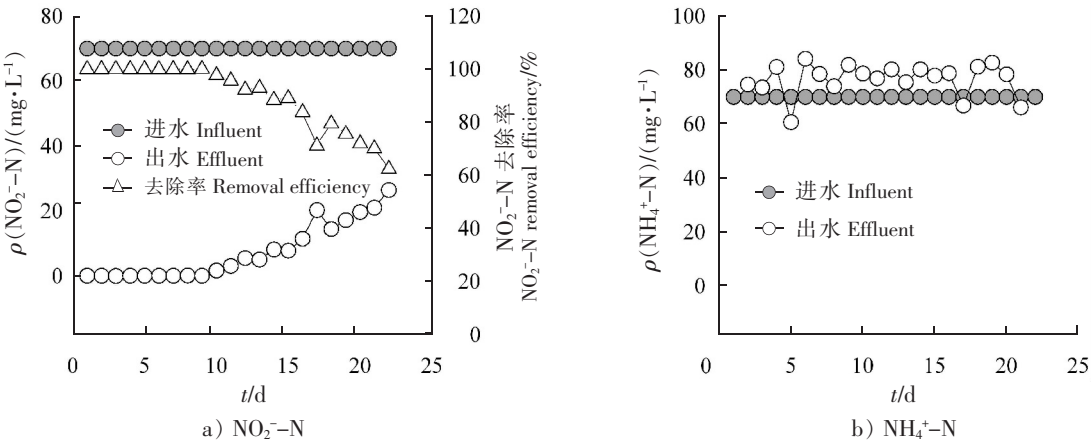 80
60
40
20
0
ρ(NO₂⁻–N)/(mg·L⁻¹)
120
100
80
60
40
20
0
NO₂⁻–N 去除率
NO₂⁻–N removal efficiency/%
进水 Influent
出水 Effluent
去除率 Removal efficiency
0 5 10 15 20 25
t/d
a) NO₂⁻–N
100
80
60
40
20
0
ρ(NH₄⁺–N)/(mg·L⁻¹)
进水 Influent
出水 Effluent
5 10 15 20 25
t/d
b) NH₄⁺–N